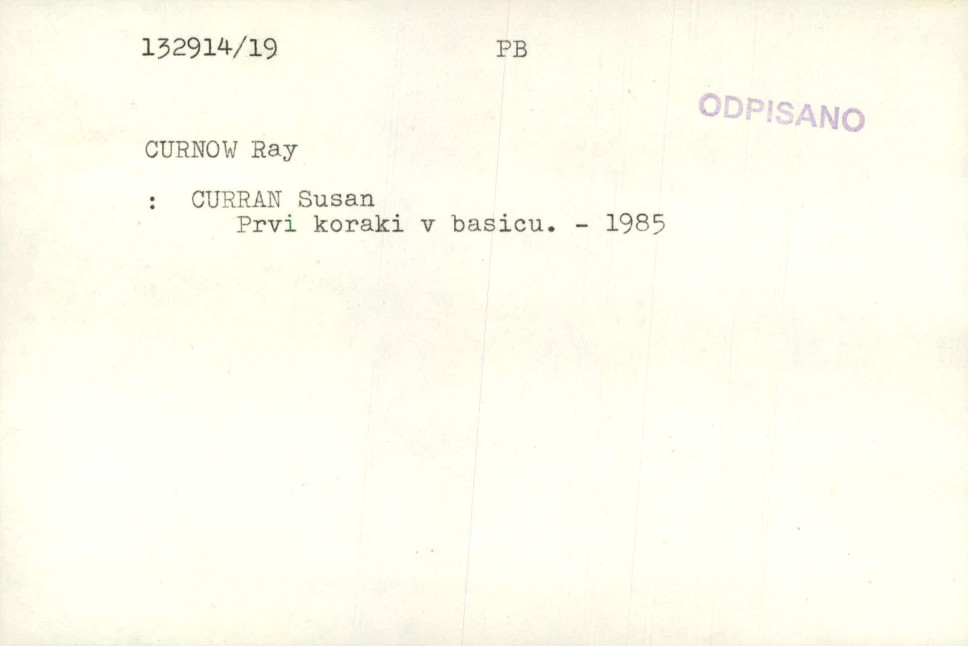 132914/19 PB
ODPISANO
CURNOW Ray
: CURRAN Susan
Prvi koraki v basicu. - 1985